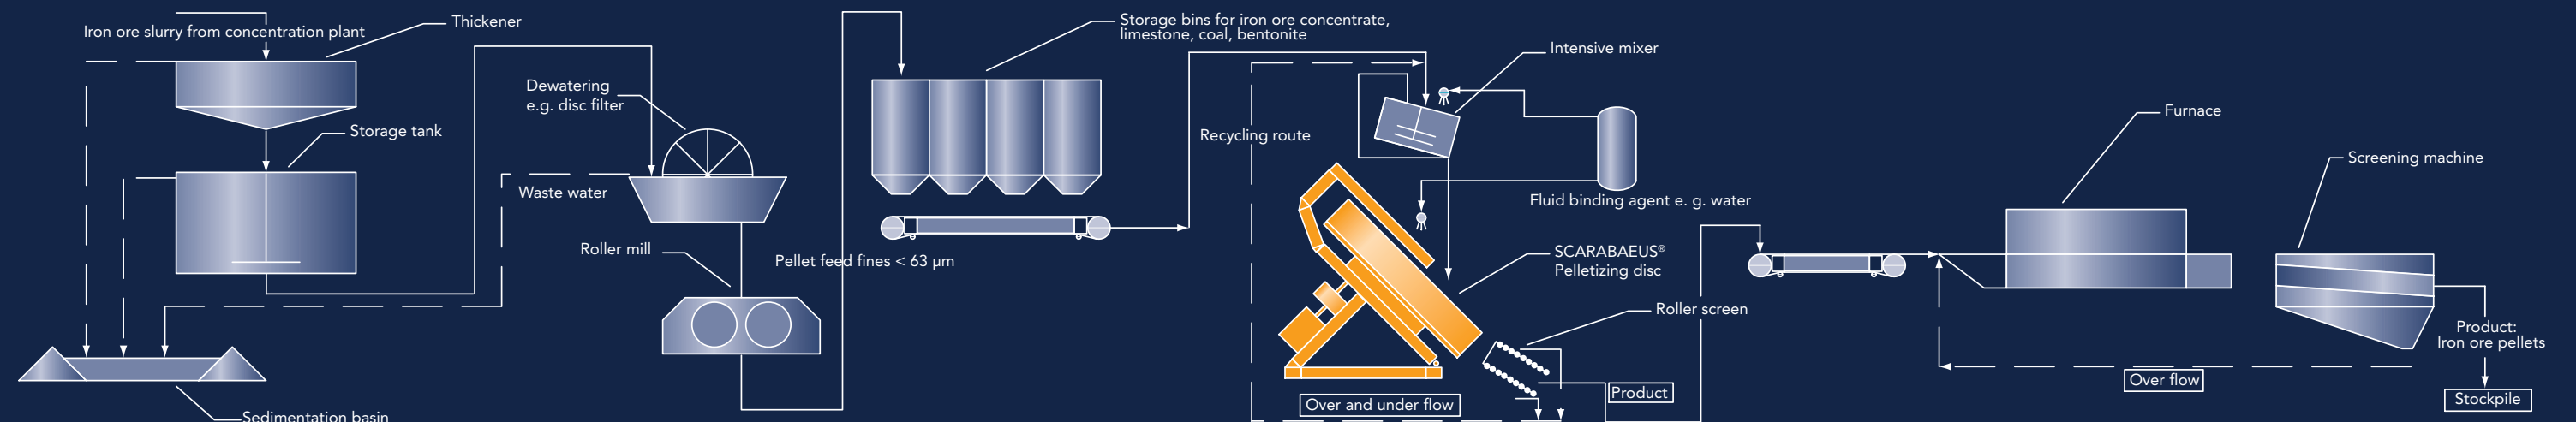 Iron ore slurry from concentration plant
Thickener
Storage tank
Sedimentation basin
Dewatering
e.g. disc filter
Waste water
Roller mill
Pellet feed fines < 63 µm
Storage bins for iron ore concentrate,
limestone, coal, bentonite
Recycling route
Intensive mixer
Fluid binding agent e. g. water
SCARABAEUS®
Pelletizing disc
Roller screen
Over and under flow
Product
Furnace
Screening machine
Over flow
Product:
Iron ore pellets
Stockpile